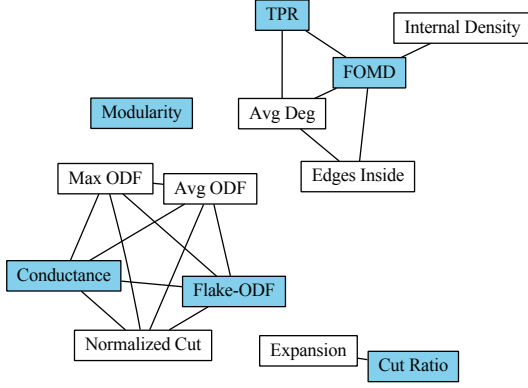 TPR
Internal Density
FOMD
Modularity
Avg Deg
Max ODF
Avg ODF
Edges Inside
Conductance
Flake-ODF
Normalized Cut
Expansion
Cut Ratio